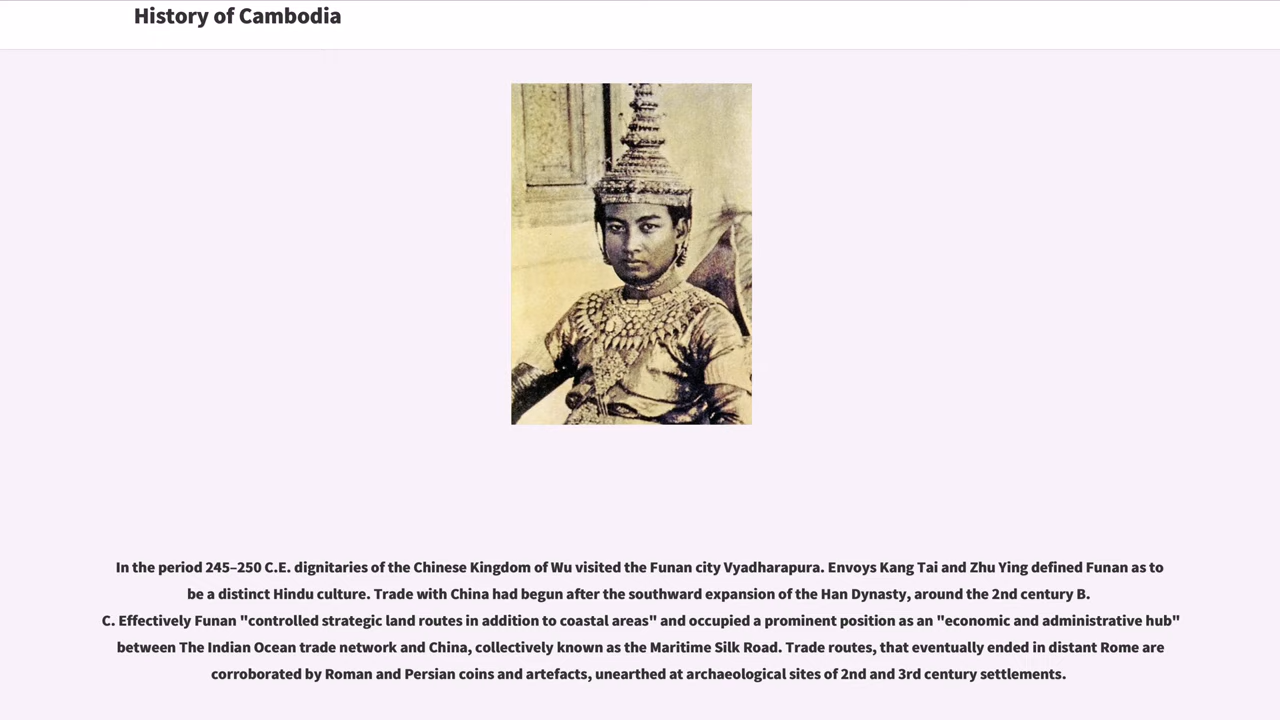 History of Cambodia
In the period 245–250 C.E. dignitaries of the Chinese Kingdom of Wu visited the Funan city Vyadharapura. Envoys Kang Tai and Zhu Ying defined Funan as to
be a distinct Hindu culture. Trade with China had begun after the southward expansion of the Han Dynasty, around the 2nd century B.
C. Effectively Funan "controlled strategic land routes in addition to coastal areas" and occupied a prominent position as an "economic and administrative hub"
between The Indian Ocean trade network and China, collectively known as the Maritime Silk Road. Trade routes, that eventually ended in distant Rome are
corroborated by Roman and Persian coins and artefacts, unearthed at archaeological sites of 2nd and 3rd century settlements.